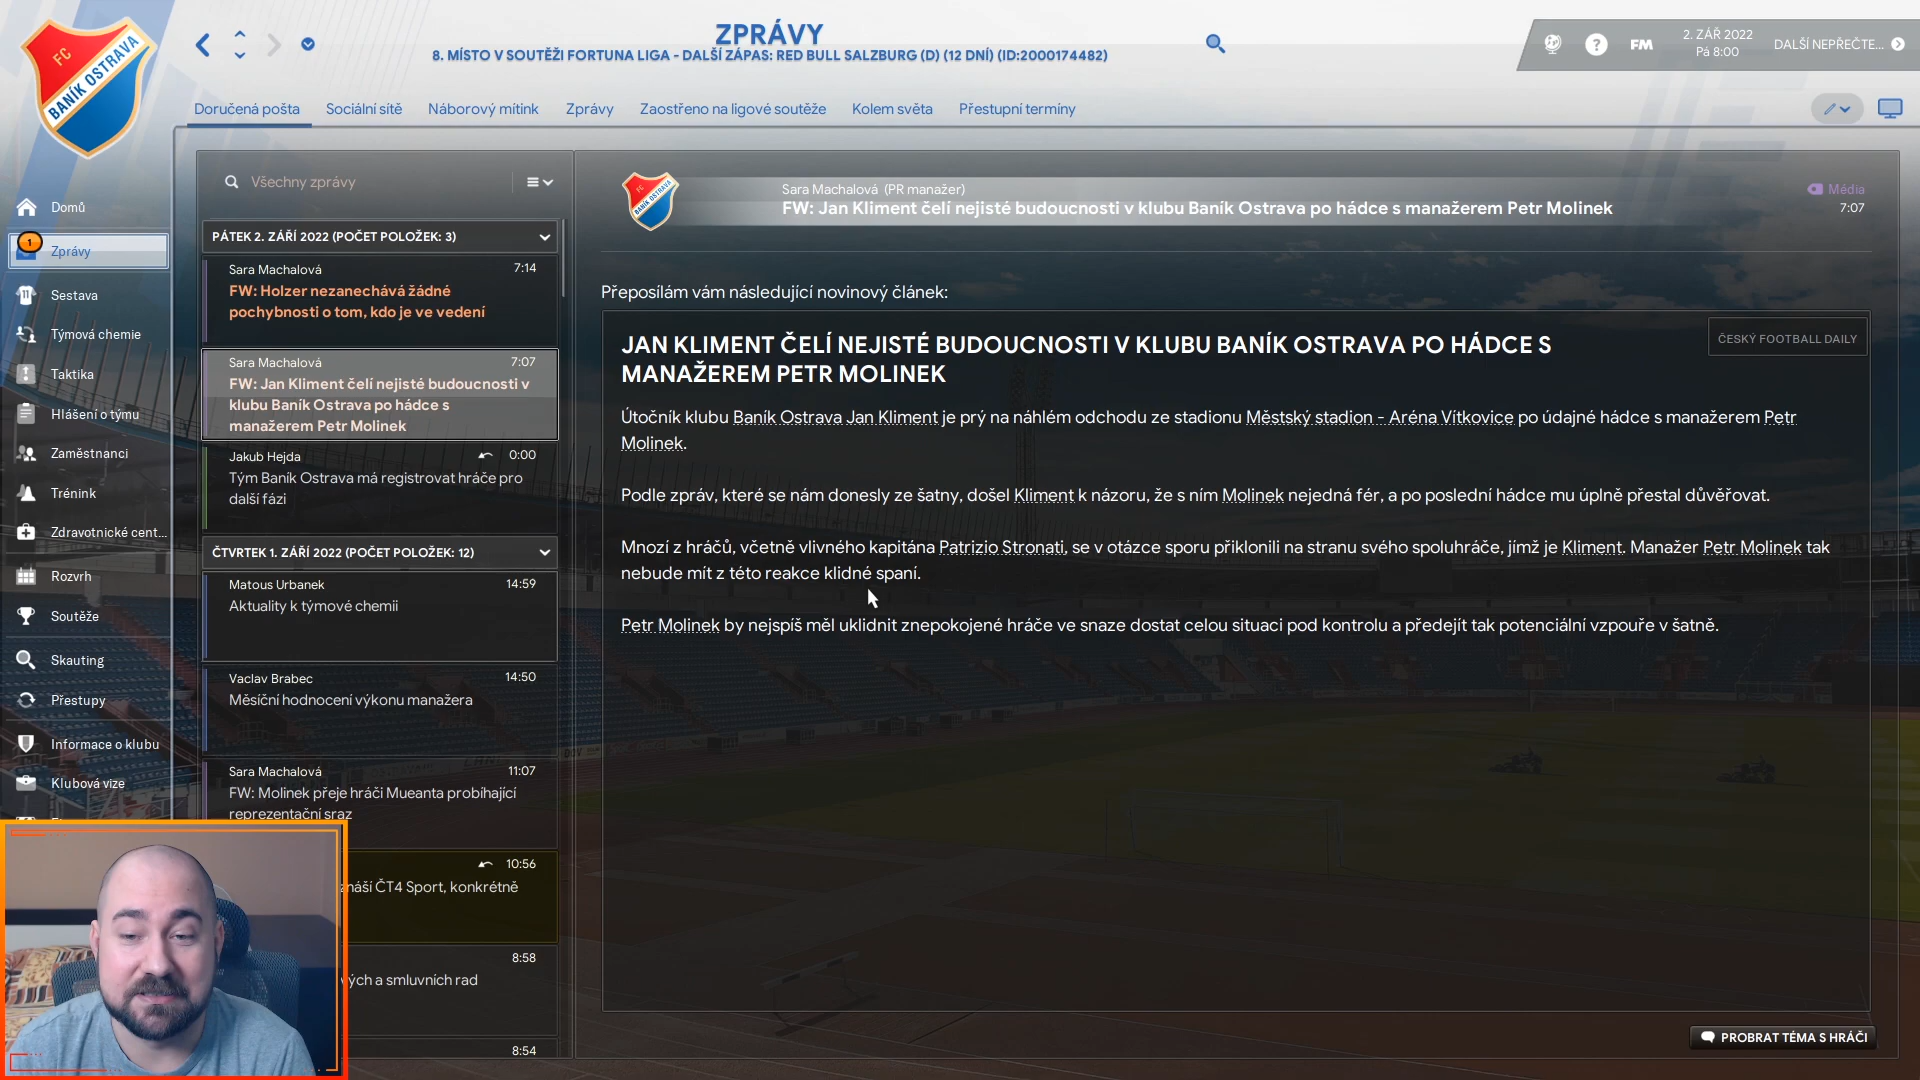 FC
BANÍK OSTRAVA
ZPRÁVY
8. MÍSTO V SOUTĚŽI FORTUNA LIGA - DALŠÍ ZÁPAS: RED BULL SALZBURG (D) (12 DNÍ) (ID:2000174482)
?
FM
2. ZÁŘ 2022
Pá 8:00
DALŠÍ NEPŘEČTE...
Doručená pošta
Sociální sítě
Náborový mítink
Zprávy
Zaostřeno na ligové soutěže
Kolem světa
Přestupní termíny
Domů
1
Zprávy
Sestava
Týmová chemie
Taktika
Hlášení o týmu
Zaměstnanci
Trénink
Zdravotnické cent...
Rozvrh
Soutěže
Skauting
Přestupy
Informace o klubu
Klubová vize
Všechny zprávy
PÁTEK 2. ZÁŘÍ 2022 (POČET POLOŽEK: 3)
Sara Machalová 7:14
FW: Holzer nezanechává žádné
pochybnosti o tom, kdo je ve vedení
Sara Machalová 7:07
FW: Jan Kliment čelí nejisté budoucnosti v
klubu Baník Ostrava po hádce s
manažerem Petr Molinek
Jakub Hejda 0:00
Tým Baník Ostrava má registrovat hráče pro
další fázi
ČTVRTEK 1. ZÁŘÍ 2022 (POČET POLOŽEK: 12)
Matous Urbanek 14:59
Aktuality k týmové chemii
Vaclav Brabec 14:50
Měsíční hodnocení výkonu manažera
Sara Machalová 11:07
FW: Molinek přeje hráči Mueanta probíhající
reprezentační sraz
10:56
náší ČT4 Sport, konkrétně
8:58
vých a smluvních rad
8:54
FC
BANÍK OSTRAVA
Sara Machalová (PR manažer)
FW: Jan Kliment čelí nejisté budoucnosti v klubu Baník Ostrava po hádce s manažerem Petr Molinek
Média
7:07
Přeposílám vám následující novinový článek:
JAN KLIMENT ČELÍ NEJISTÉ BUDOUCNOSTI V KLUBU BANÍK OSTRAVA PO HÁDCE S
MANAŽEREM PETR MOLINEK
ČESKÝ FOOTBALL DAILY
Útočník klubu Baník Ostrava Jan Kliment je prý na náhlém odchodu ze stadionu Městský stadion - Aréna Vítkovice po údajné hádce s manažerem Petr
Molinek.
Podle zpráv, které se nám donesly ze šatny, došel Kliment k názoru, že s ním Molinek nejedná fér, a po poslední hádce mu úplně přestal důvěřovat.
Mnozí z hráčů, včetně vlivného kapitána Patrizio Stronati, se v otázce sporu přiklonili na stranu svého spoluhráče, jímž je Kliment. Manažer Petr Molinek tak
nebude mít z této reakce klidné spaní.
Petr Molinek by nejspíš měl uklidnit znepokojené hráče ve snaze dostat celou situaci pod kontrolu a předejít tak potenciální vzpouře v šatně.
PROBRAT TÉMA S HRÁČI